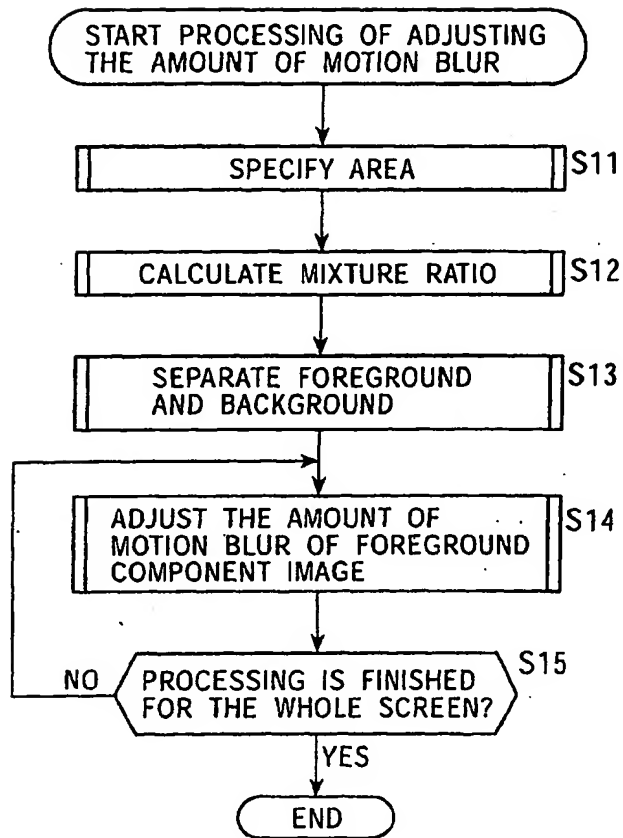 START PROCESSING OF ADJUSTING
THE AMOUNT OF MOTION BLUR
SPECIFY AREA
S11
CALCULATE MIXTURE RATIO
S12
SEPARATE FOREGROUND
AND BACKGROUND
S13
ADJUST THE AMOUNT OF
MOTION BLUR OF FOREGROUND
COMPONENT IMAGE
S14
PROCESSING IS FINISHED
FOR THE WHOLE SCREEN?
S15
NO
YES
END